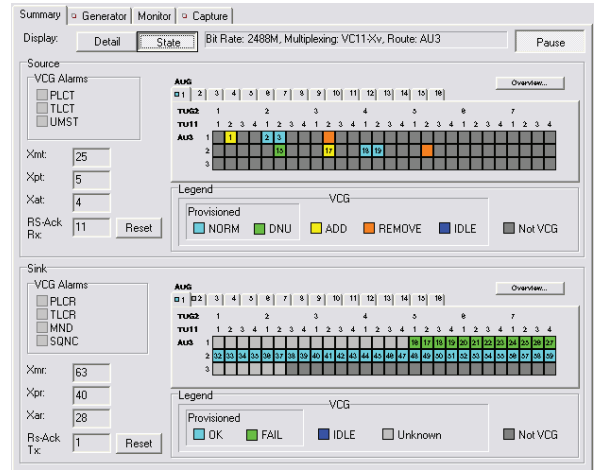 Summary Generator Monitor Capture
Display: Detail State Bit Rate: 2488M, Multiplexing: VC11-Xv, Route: AU3 Pause
Source
VCG Alarms
PLCT
TLCT
UMST
Xmt: 25
Xpt: 5
Xat: 4
RS-Ack Rx: 11 Reset
AUG Overview...
1 2 3 4 5 6 7 8 9 10 11 12 13 14 15 16
TUG2 1 2 3 4 5 6 7
TU11 1 2 3 4 1 2 3 4 1 2 3 4 1 2 3 4 1 2 3 4 1 2 3 4 1 2 3 4
AU3 1 1 2 3
2 15 17 18 19
3
Legend
VCG
Provisioned
NORM DNU ADD REMOVE IDLE Not VCG
Sink
VCG Alarms
PLCR
TLCR
MND
SQNC
Xmr: 63
Xpr: 40
Xar: 28
Rs-Ack Tx: 1 Reset
AUG Overview...
1 2 3 4 5 6 7 8 9 10 11 12 13 14 15 16
TUG2 1 2 3 4 5 6 7
TU11 1 2 3 4 1 2 3 4 1 2 3 4 1 2 3 4 1 2 3 4 1 2 3 4 1 2 3 4
AU3 1 16 17 18 19 20 21 22 23 24 25 26 27
2 32 33 34 35 36 37 38 39 40 41 42 43 44 45 46 47 48 49 50 51 52 53 54 55 56 57 58 59
3
Legend
VCG
Provisioned
OK FAIL IDLE Unknown Not VCG